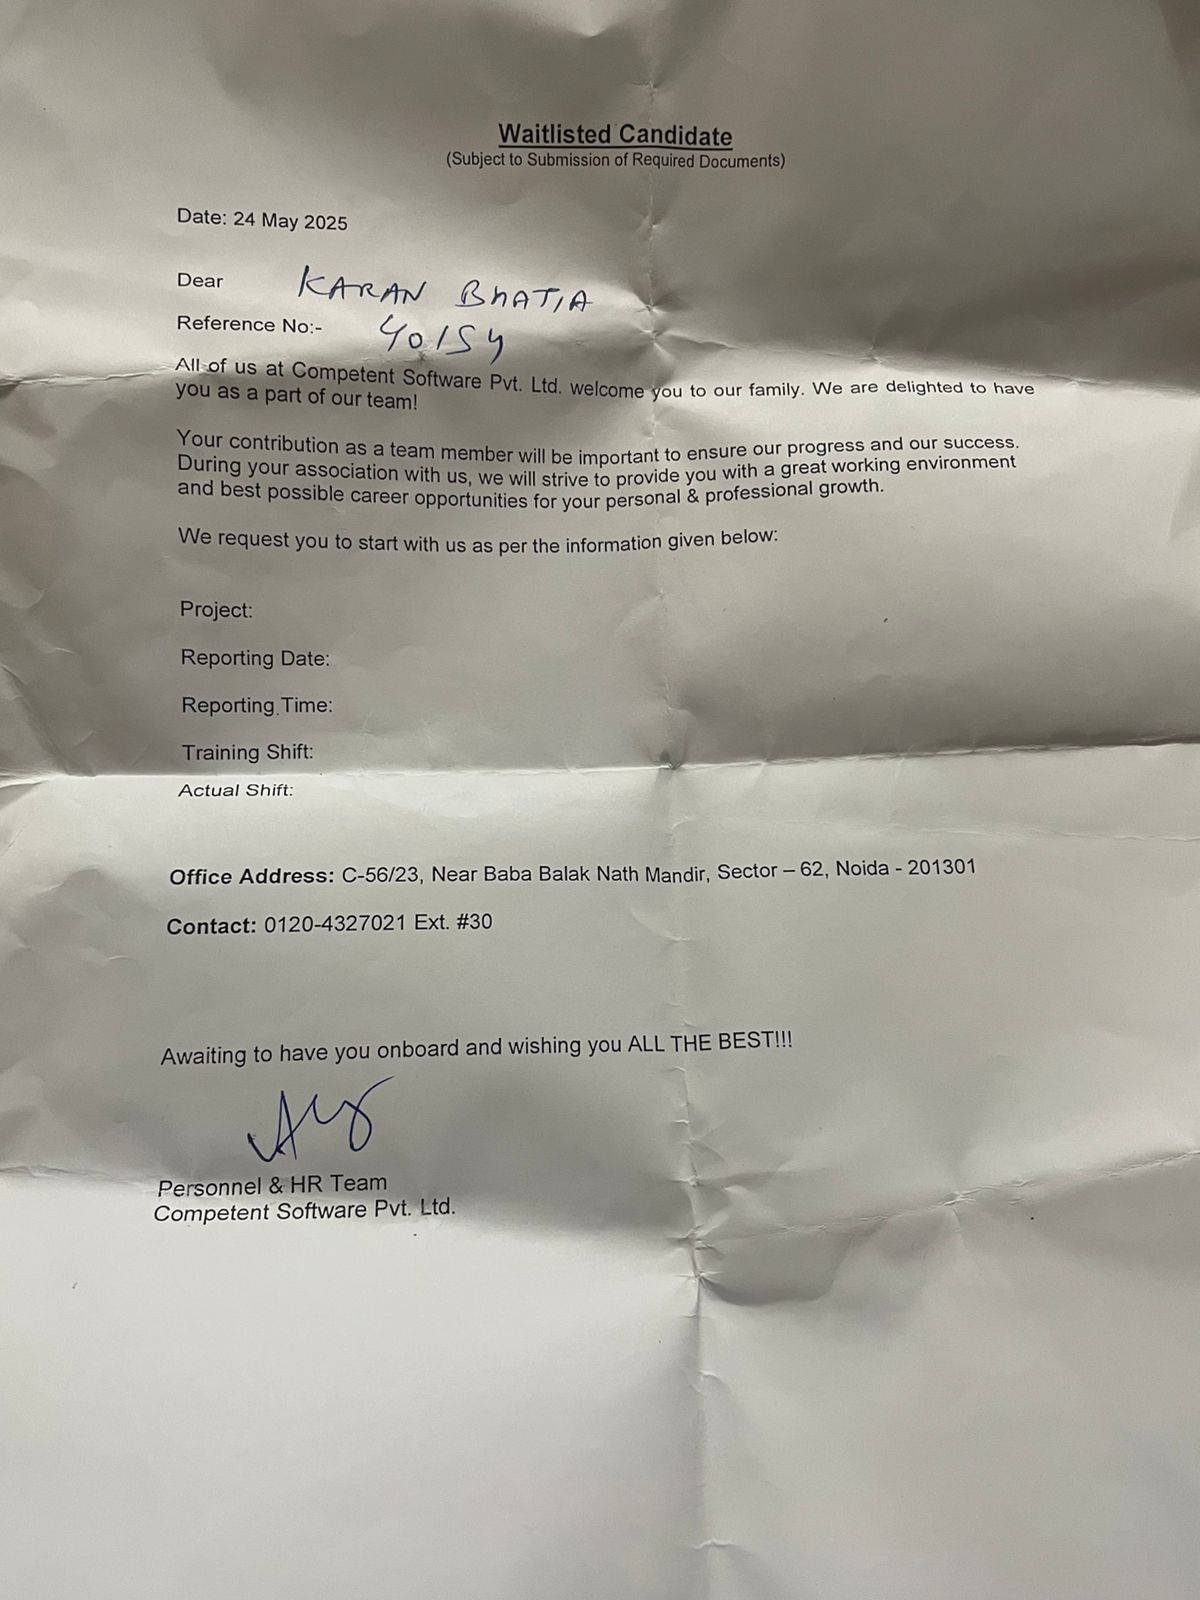 Waitlisted Candidate
(Subject to Submission of Required Documents)
Date: 24 May 2025
Dear KARAN BHATIA
Reference No:- 40154
All of us at Competent Software Pvt. Ltd. welcome you to our family. We are delighted to have
you as a part of our team!
Your contribution as a team member will be important to ensure our progress and our success.
During your association with us, we will strive to provide you with a great working environment
and best possible career opportunities for your personal & professional growth.
We request you to start with us as per the information given below:
Project:
Reporting Date:
Reporting Time:
Training Shift:
Actual Shift:
Office Address: C-56/23, Near Baba Balak Nath Mandir, Sector – 62, Noida - 201301
Contact: 0120-4327021 Ext. #30
Awaiting to have you onboard and wishing you ALL THE BEST!!!
Personnel & HR Team
Competent Software Pvt. Ltd.